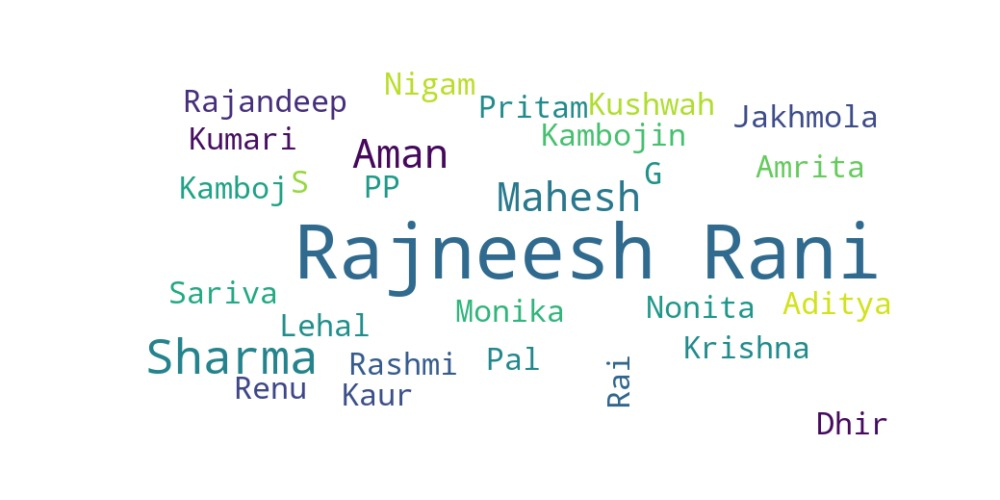 Nigam
Rajandeep
Pritam
Kushwah
Jakhmola
Kumari
Kambojin
Aman
Amrita
Kamboj
S
PP
G
Mahesh
Rajneesh Rani
Sariva
Monika
Nonita
Aditya
Lehal
Sharma
Rashmi
Pal
Krishna
Renu
Kaur
Rai
Dhir